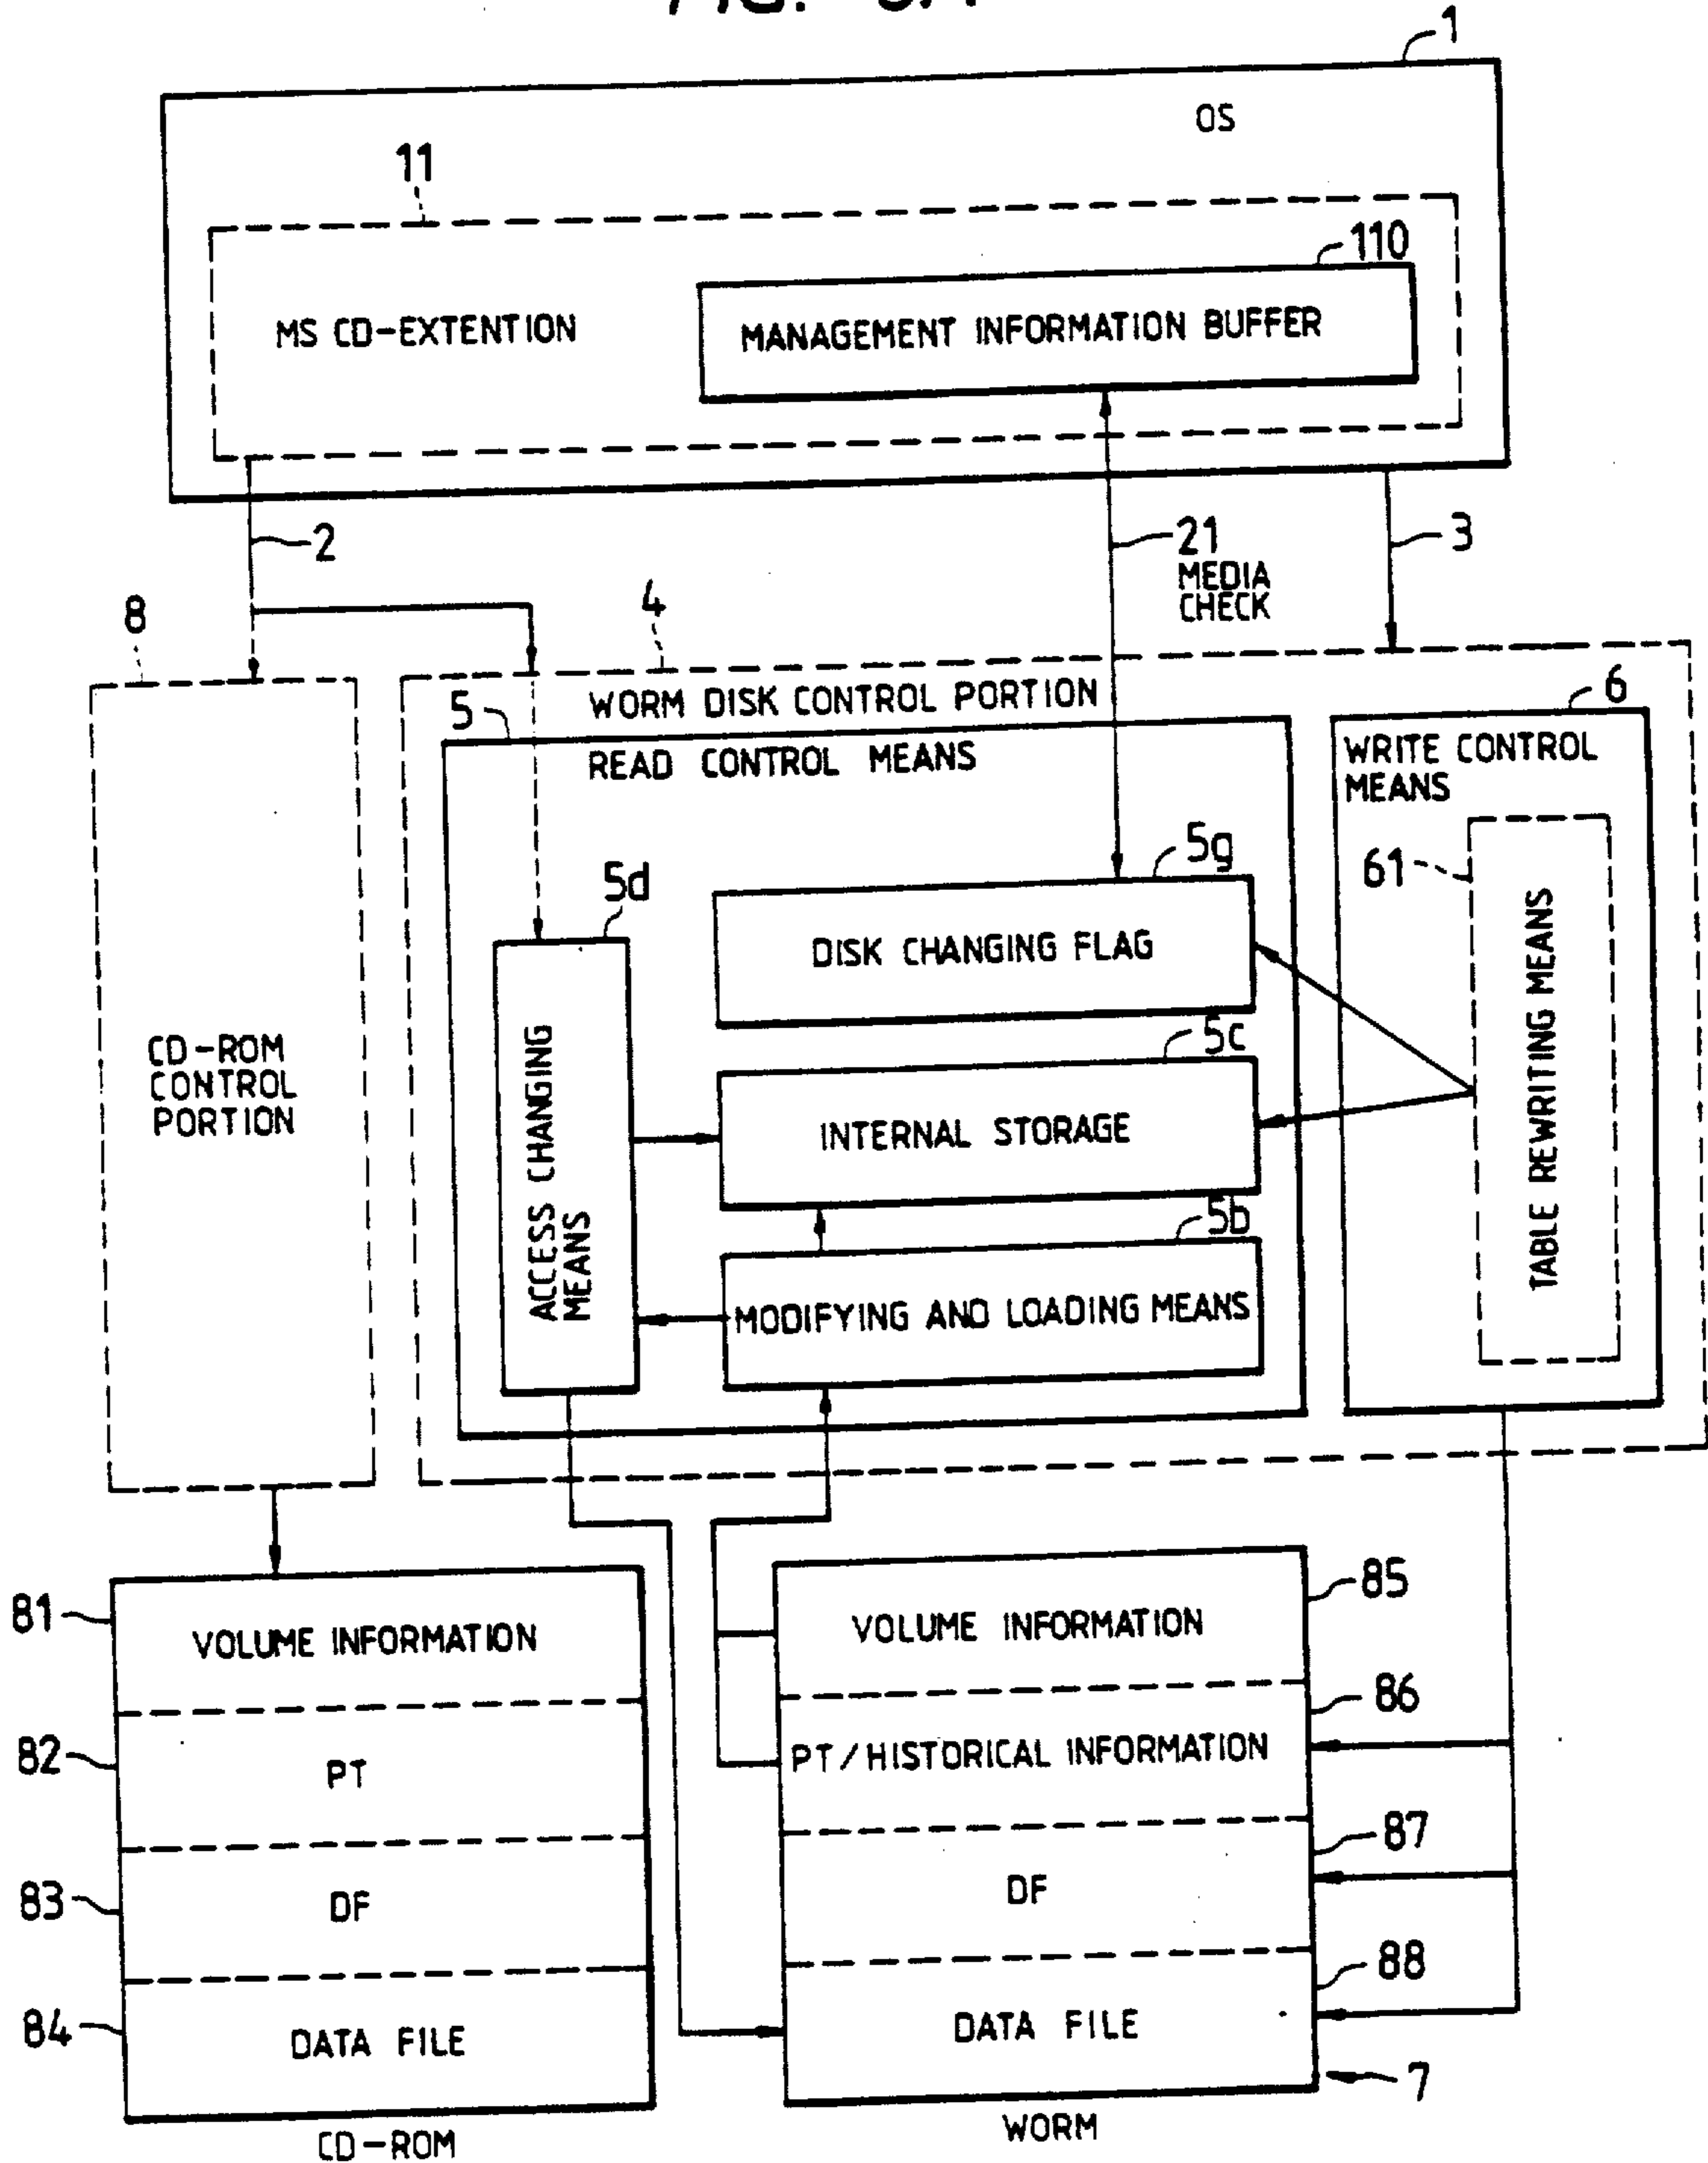 1
OS
11
110
MS CD-EXTENTION
MANAGEMENT INFORMATION BUFFER
2
21
MEDIA
CHECK
3
8
4
WORM DISK CONTROL PORTION
5
READ CONTROL MEANS
6
WRITE CONTROL
MEANS
5d
5g
61
DISK CHANGING FLAG
CD-ROM
CONTROL
PORTION
ACCESS CHANGING
MEANS
5c
INTERNAL STORAGE
TABLE REWRITING MEANS
5b
MODIFYING AND LOADING MEANS
81
VOLUME INFORMATION
82
PT
83
DF
84
DATA FILE
CD-ROM
85
VOLUME INFORMATION
86
PT/HISTORICAL INFORMATION
87
DF
88
DATA FILE
7
WORM